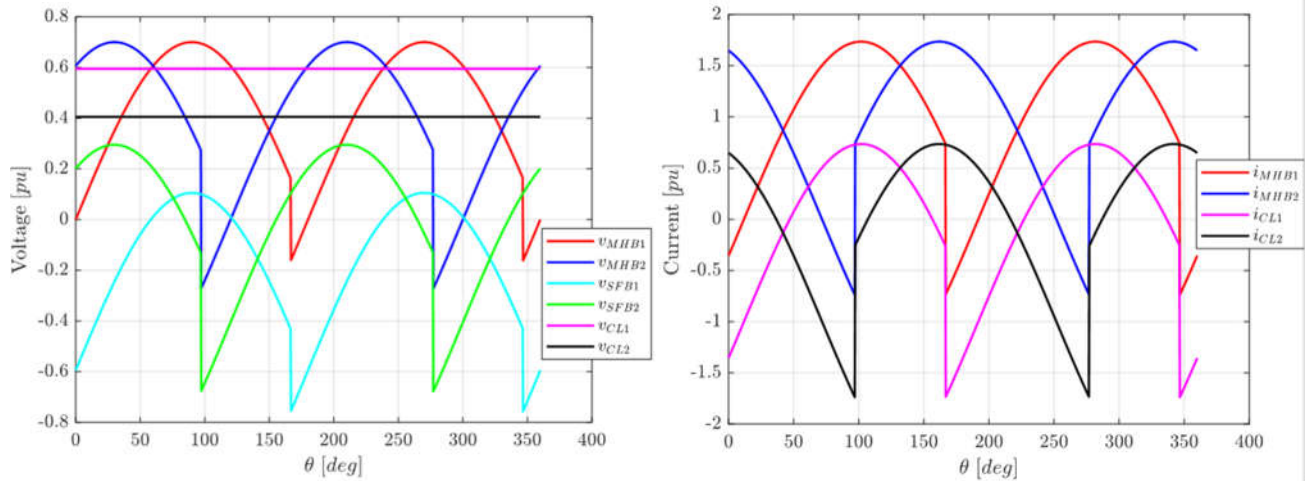 0.8
0.6
0.4
0.2
0
-0.2
-0.4
-0.6
-0.8
Voltage [pu]
0 50 100 150 200 250 300 350 400
θ [deg]
v_MHB1
v_MHB2
v_SFB1
v_SFB2
v_CL1
v_CL2
2
1.5
1
0.5
0
-0.5
-1
-1.5
-2
Current [pu]
0 50 100 150 200 250 300 350 400
θ [deg]
i_MHB1
i_MHB2
i_CL1
i_CL2